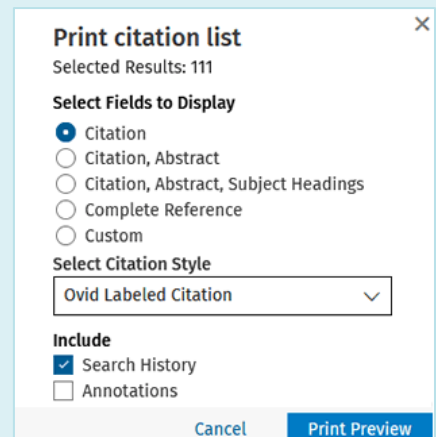 Print citation list
Selected Results: 111
Select Fields to Display
Citation
Citation, Abstract
Citation, Abstract, Subject Headings
Complete Reference
Custom
Select Citation Style
Ovid Labeled Citation
Include
Search History
Annotations
Cancel Print Preview